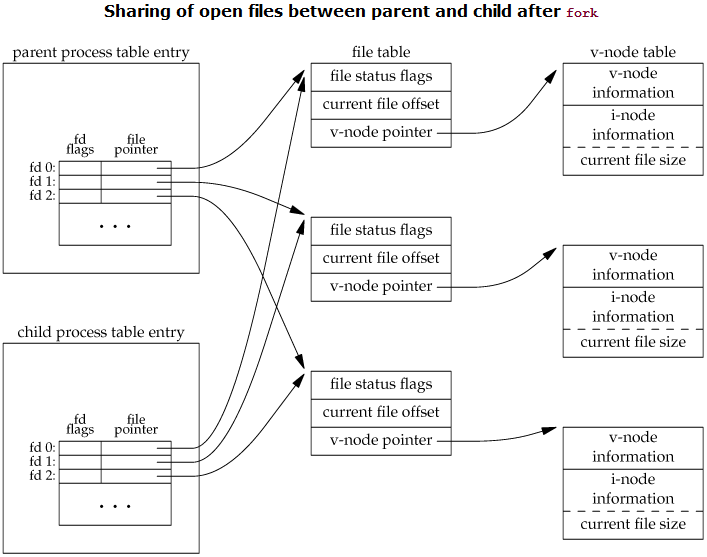 Sharing of open files between parent and child after fork
parent process table entry
fd
flags
file
pointer
fd 0:
fd 1:
fd 2:
. . .
child process table entry
fd
flags
file
pointer
fd 0:
fd 1:
fd 2:
. . .
file table
file status flags
current file offset
v-node pointer
file status flags
current file offset
v-node pointer
file status flags
current file offset
v-node pointer
v-node table
v-node
information
i-node
information
current file size
v-node
information
i-node
information
current file size
v-node
information
i-node
information
current file size